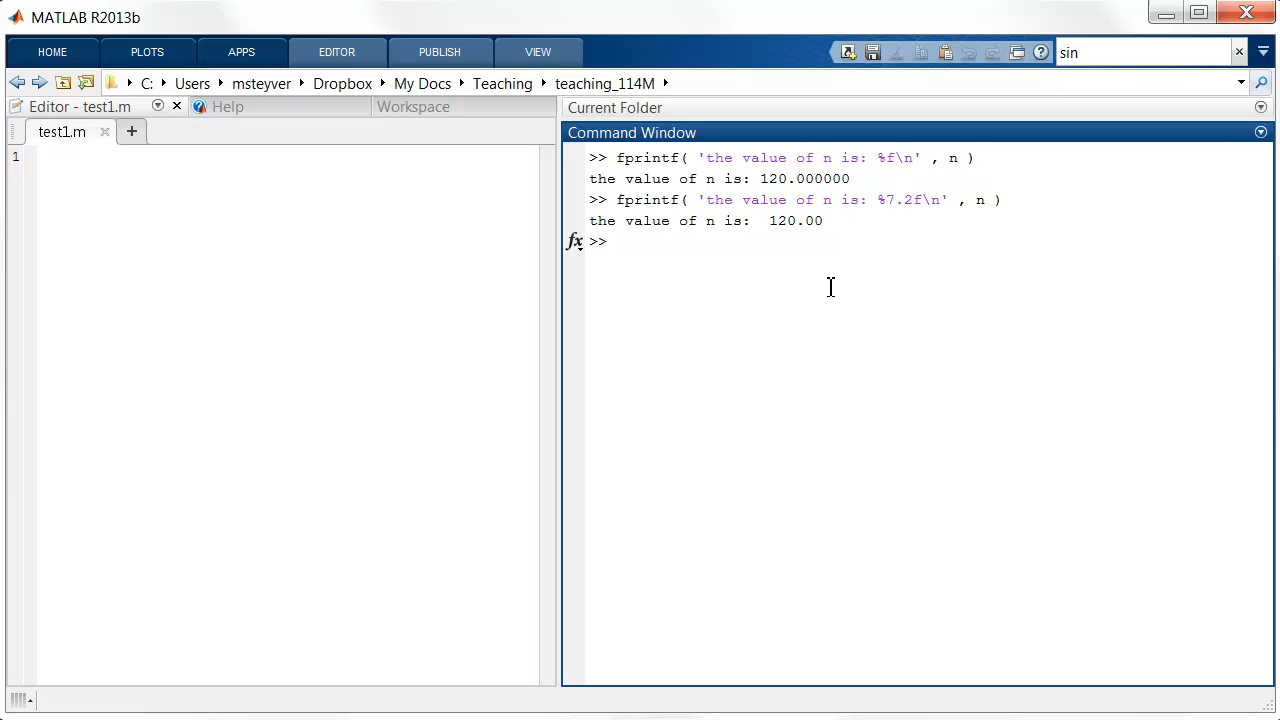 MATLAB R2013b
HOME PLOTS APPS EDITOR PUBLISH VIEW sin
C: Users msteyver Dropbox My Docs Teaching teaching_114M
Editor - test1.m Help Workspace
test1.m
1
Current Folder
Command Window
>> fprintf( 'the value of n is: %f\n' , n )
the value of n is: 120.000000
>> fprintf( 'the value of n is: %7.2f\n' , n )
the value of n is:  120.00
fx >>